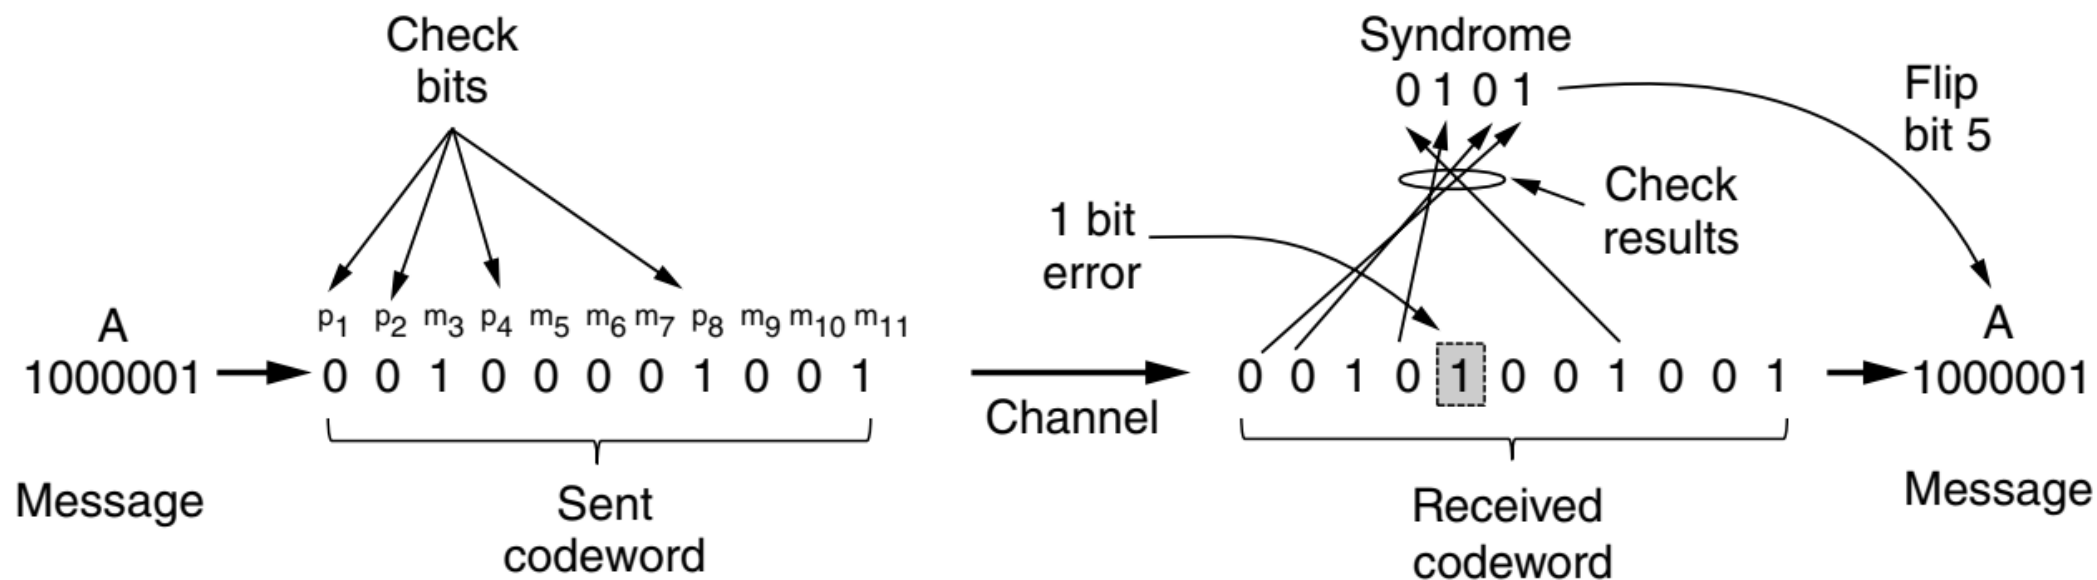 Check
bits
Syndrome
0 1 0 1
Flip
bit 5
Check
results
1 bit
error
p1 p2 m3 p4 m5 m6 m7 p8 m9 m10 m11
A
1000001
0 0 1 0 0 0 0 1 0 0 1
Channel
0 0 1 0 1 0 0 1 0 0 1
A
1000001
Message
Sent
codeword
Received
codeword
Message